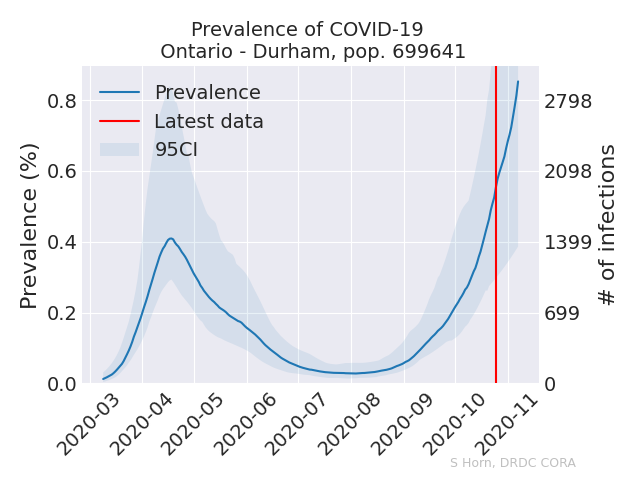 Prevalence of COVID-19
Ontario - Durham, pop. 699641
Prevalence
Latest data
95CI
Prevalence (%)
0.8
0.6
0.4
0.2
0.0
2798
2098
1399
699
0
# of infections
2020-03
2020-04
2020-05
2020-06
2020-07
2020-08
2020-09
2020-10
2020-11
S Horn, DRDC CORA